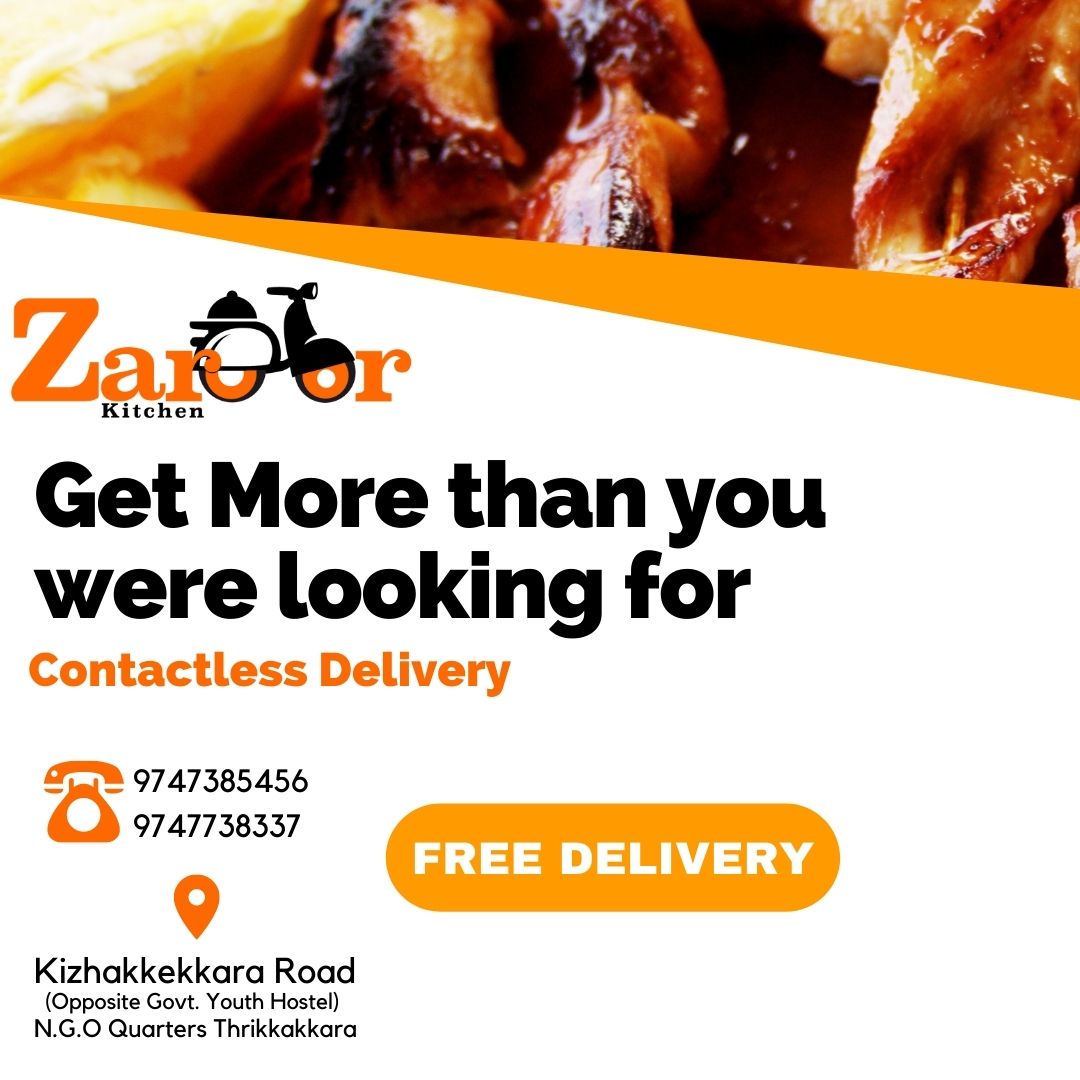 Zaroor
Kitchen
Get More than you
were looking for
Contactless Delivery
9747385456
9747738337
FREE DELIVERY
Kizhakkekkara Road
(Opposite Govt. Youth Hostel)
N.G.O Quarters Thrikkakkara